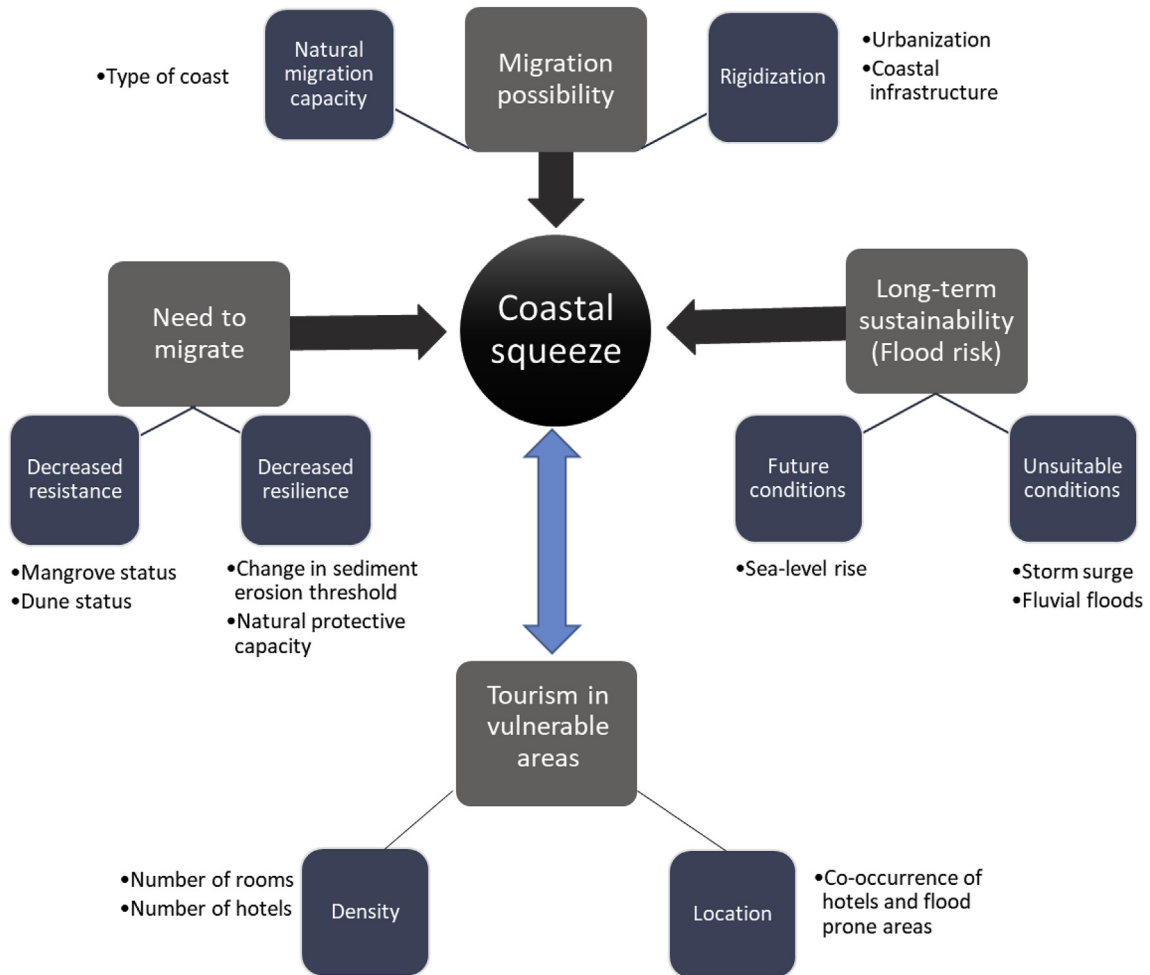 •Type of coast
Natural
migration
capacity
Migration
possibility
Rigidization
•Urbanization
•Coastal
infrastructure
Need to
migrate
Coastal
squeeze
Long-term
sustainability
(Flood risk)
Decreased
resistance
Decreased
resilience
Future
conditions
Unsuitable
conditions
•Mangrove status
•Dune status
•Change in sediment
erosion threshold
•Natural protective
capacity
•Sea-level rise
•Storm surge
•Fluvial floods
Tourism in
vulnerable
areas
•Number of rooms
•Number of hotels
Density
Location
•Co-occurrence of
hotels and flood
prone areas